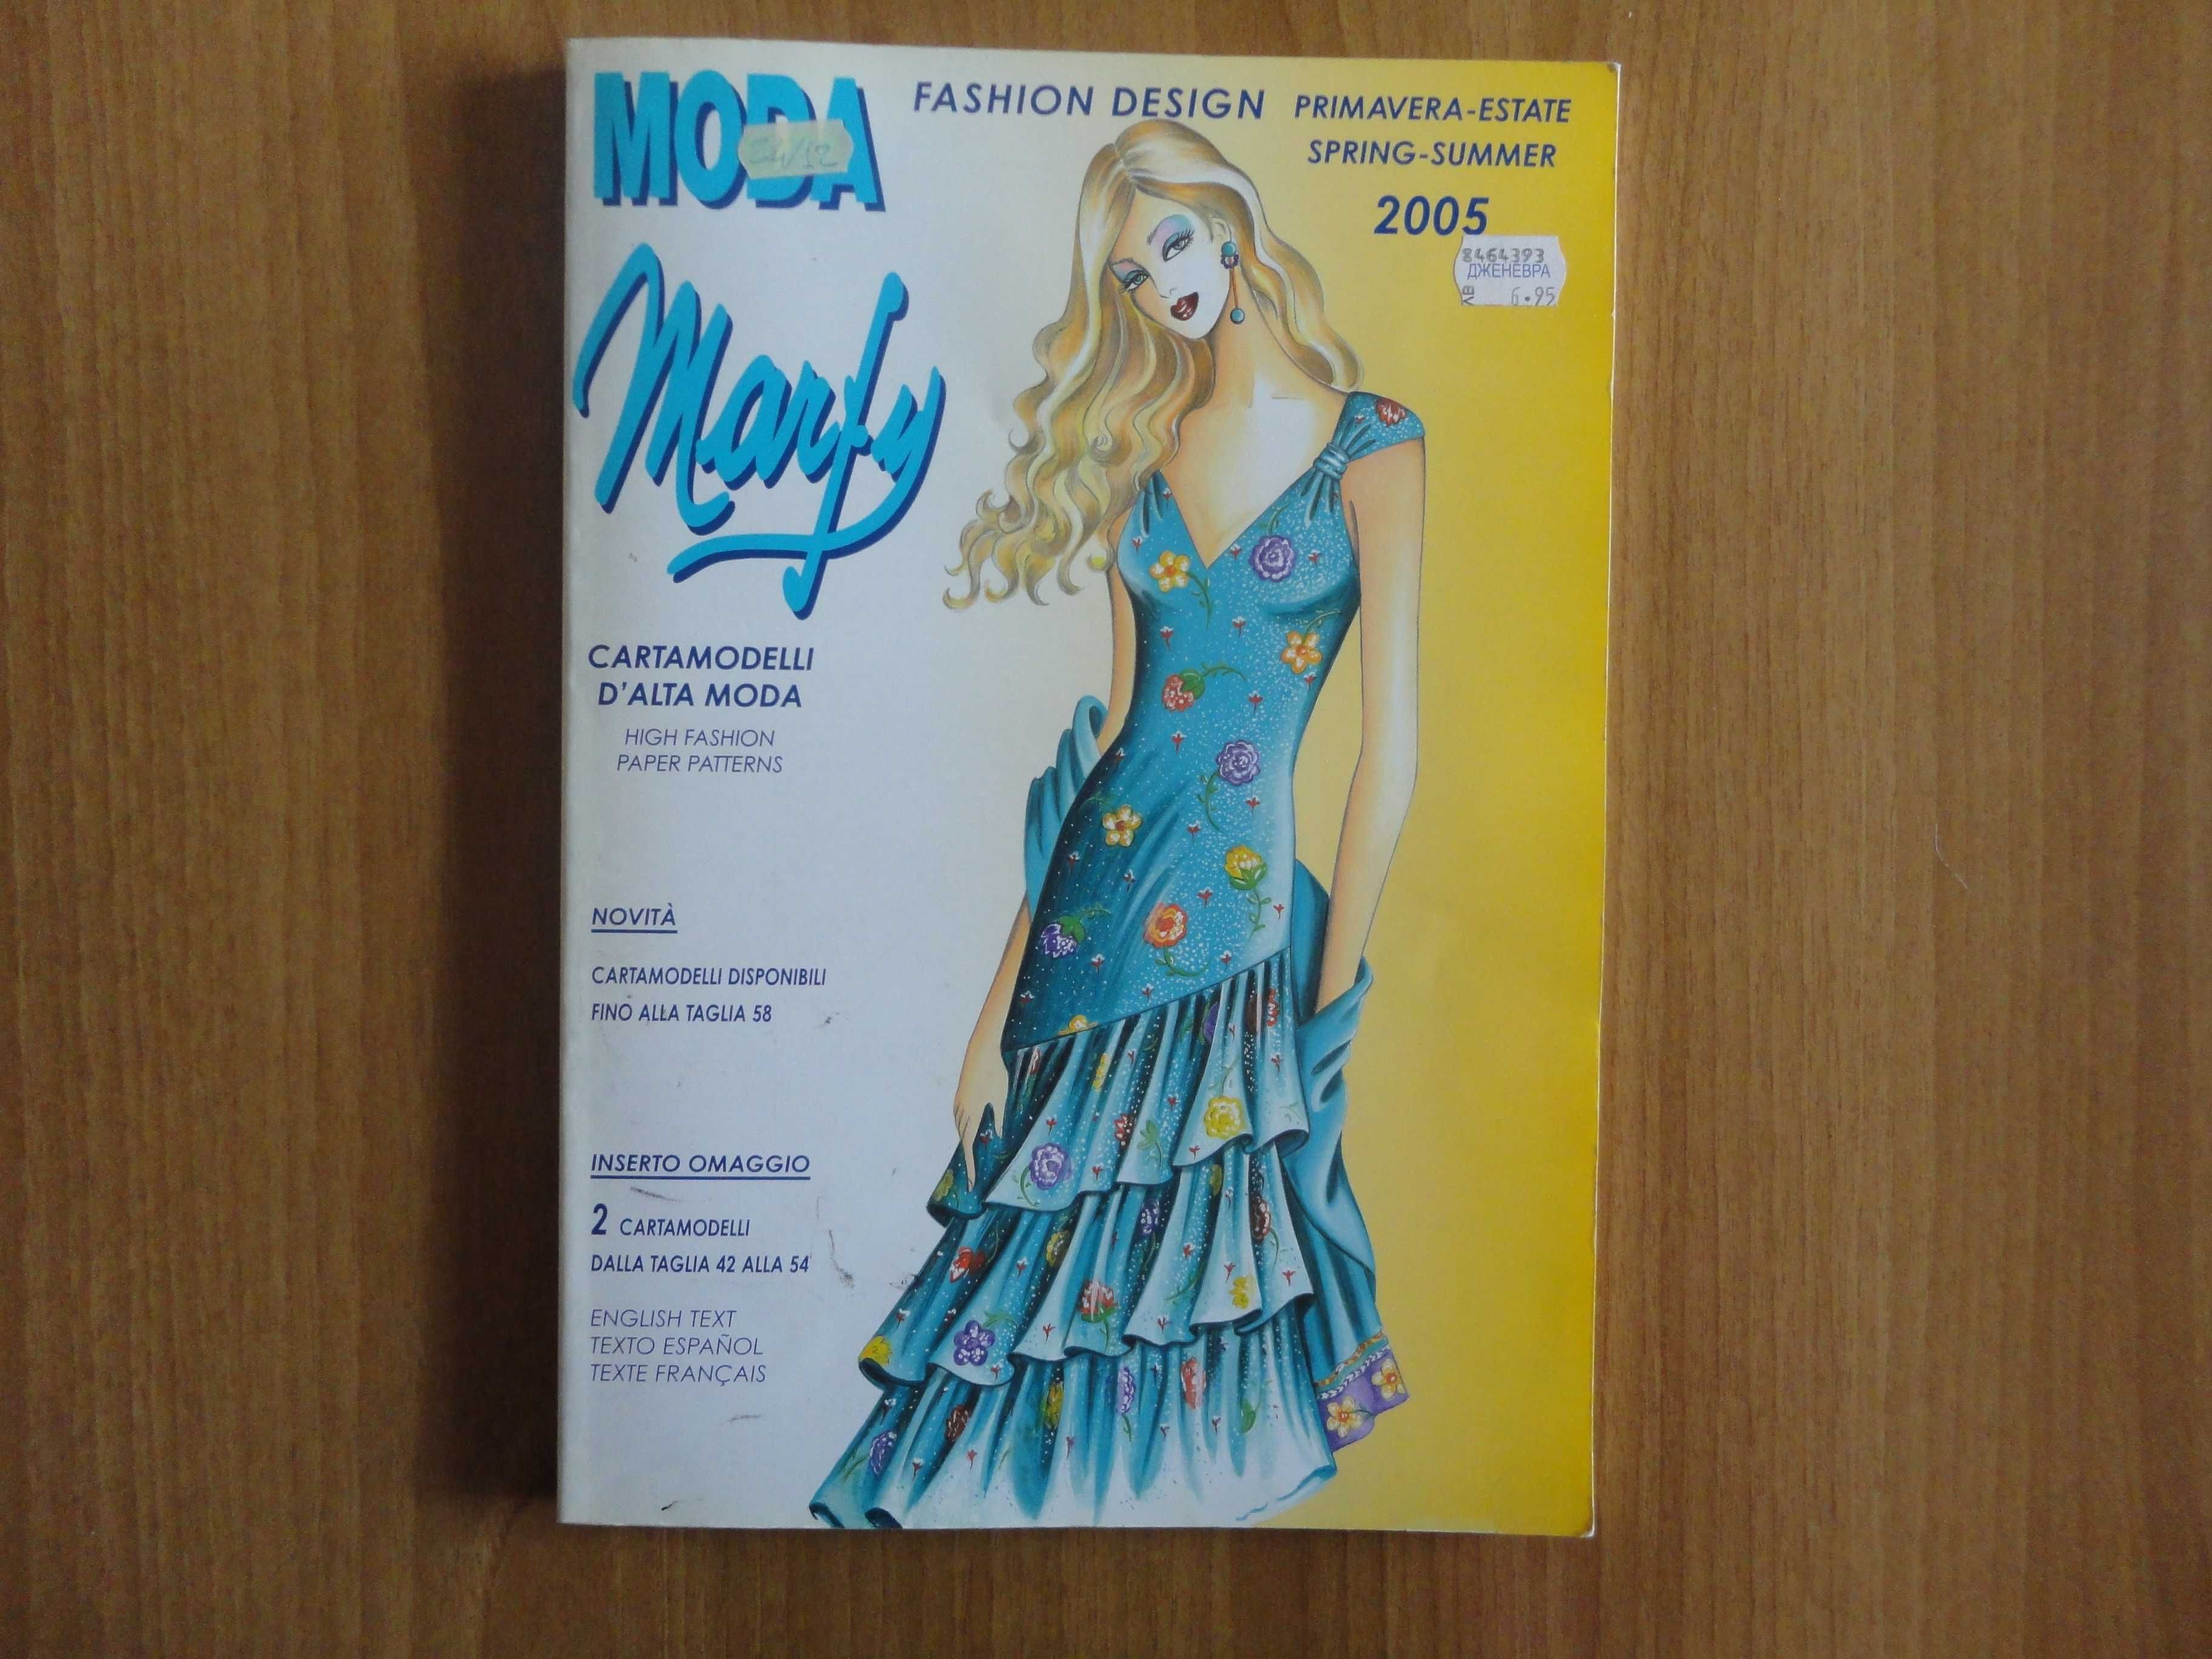 MODA
FASHION DESIGN
PRIMAVERA-ESTATE
SPRING-SUMMER
2005
8464393
ДЖЕНЕВРА
ЛВ 6.95
Marfy
CARTAMODELLI
D'ALTA MODA
HIGH FASHION
PAPER PATTERNS
NOVITÀ
CARTAMODELLI DISPONIBILI
FINO ALLA TAGLIA 58
INSERTO OMAGGIO
2 CARTAMODELLI
DALLA TAGLIA 42 ALLA 54
ENGLISH TEXT
TEXTO ESPAÑOL
TEXTE FRANÇAIS